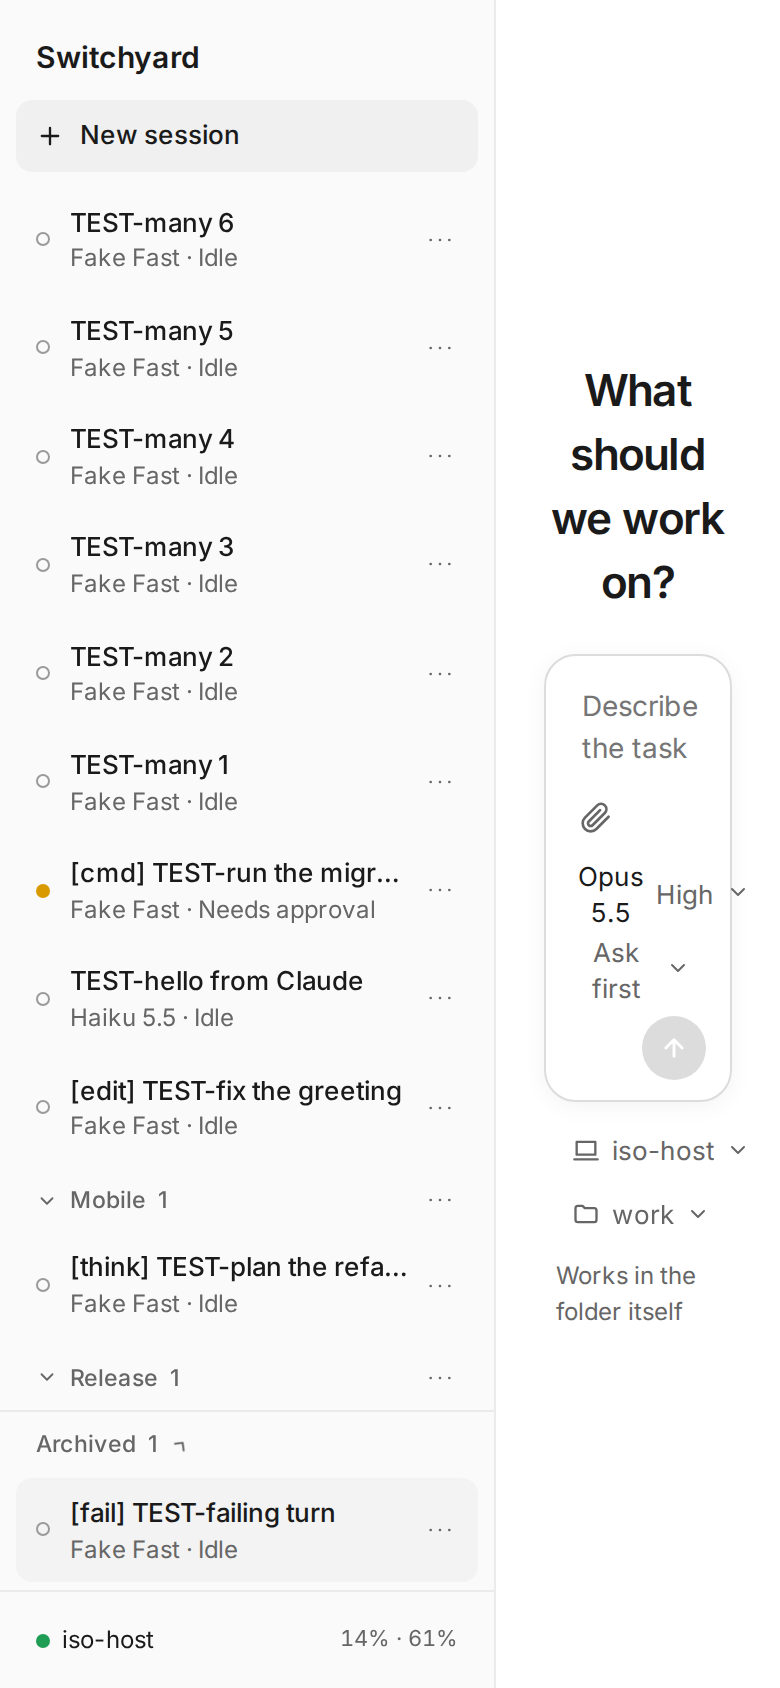 Switchyard
New session
TEST-many 6
Fake Fast · Idle
TEST-many 5
Fake Fast · Idle
TEST-many 4
Fake Fast · Idle
TEST-many 3
Fake Fast · Idle
TEST-many 2
Fake Fast · Idle
TEST-many 1
Fake Fast · Idle
[cmd] TEST-run the migr...
Fake Fast · Needs approval
TEST-hello from Claude
Haiku 5.5 · Idle
[edit] TEST-fix the greeting
Fake Fast · Idle
Mobile 1
[think] TEST-plan the refa...
Fake Fast · Idle
Release 1
Archived 1
[fail] TEST-failing turn
Fake Fast · Idle
iso-host 14% · 61%
What
should
we work
on?
Describe
the task
Opus
5.5
High
Ask
first
iso-host
work
Works in the
folder itself